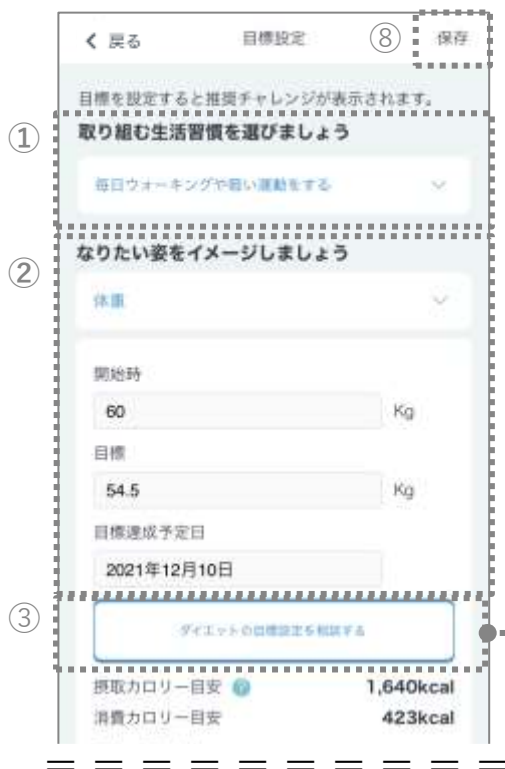 戻る 目標設定 ⑧ 保存
目標を設定すると推奨チャレンジが表示されます。
① 取り組む生活習慣を選びましょう
毎日ウォーキングや軽い運動をする
② なりたい姿をイメージしましょう
体重
開始時
60 Kg
目標
54.5 Kg
目標達成予定日
2021年12月10日
③ ダイエットの目標設定を相談する
摂取カロリー目安 ? 1,640kcal
消費カロリー目安 423kcal